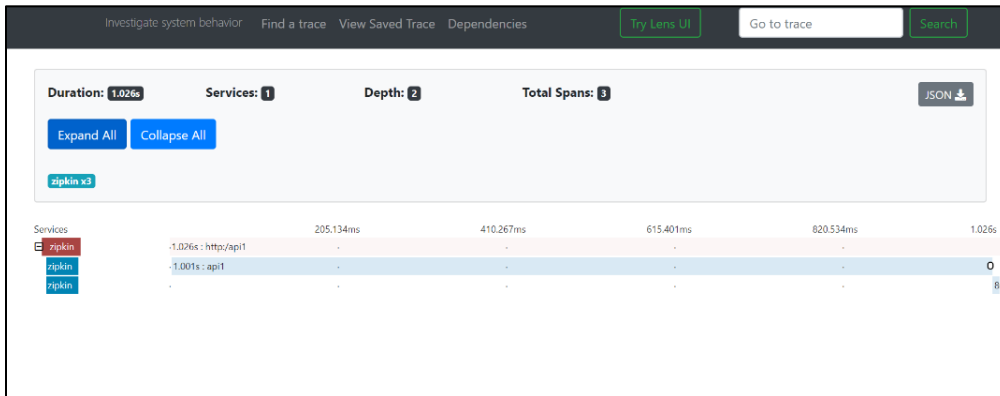 Investigate system behavior Find a trace View Saved Trace Dependencies Try Lens UI Go to trace Search
Duration: 1.026s Services: 1 Depth: 2 Total Spans: 3 JSON
Expand All Collapse All
zipkin x3
Services 205.134ms 410.267ms 615.401ms 820.534ms 1.026s
zipkin 1.026s : http:/api1
zipkin 1.001s : api1 O
zipkin 8